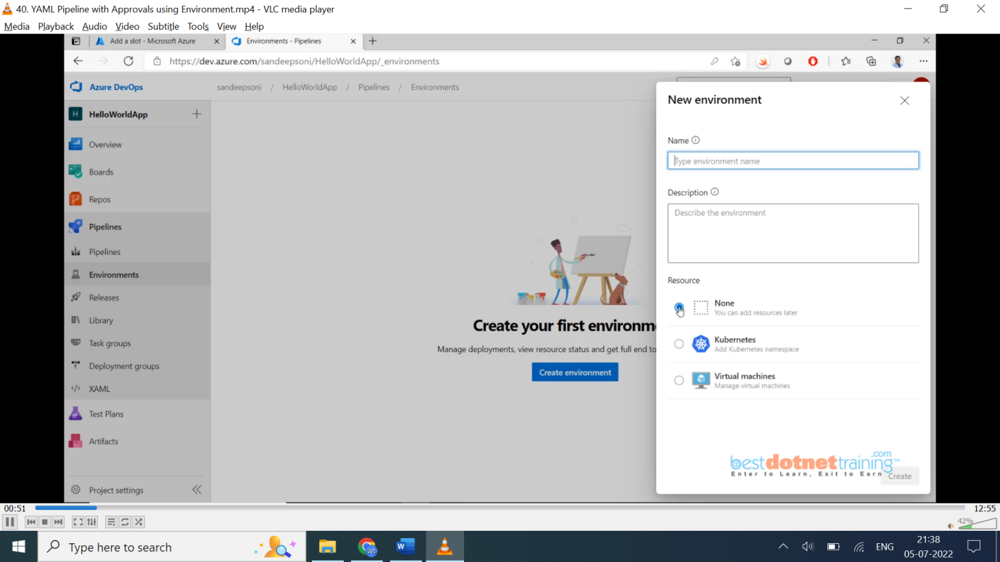 40. YAML Pipeline with Approvals using Environment.mp4 - VLC media player
Media Playback Audio Video Subtitle Tools View Help
Add a slot - Microsoft Azure
Environments - Pipelines
https://dev.azure.com/sandeepsoni/HelloWorldApp/_environments
Azure DevOps
sandeepsoni / HelloWorldApp / Pipelines / Environments
H HelloWorldApp
Overview
Boards
Repos
Pipelines
Pipelines
Environments
Releases
Library
Task groups
Deployment groups
XAML
Test Plans
Artifacts
Project settings
Create your first environm
Manage deployments, view resource status and get full end to
Create environment
New environment
Name
Type environment name
Description
Describe the environment
Resource
None
You can add resources later
Kubernetes
Add Kubernetes namespace
Virtual machines
Manage virtual machines
bestdotnettraining.com™
Enter to Learn, Exit to Earn
Create
00:51
12:55
42%
Type here to search
W
ENG
21:38
05-07-2022